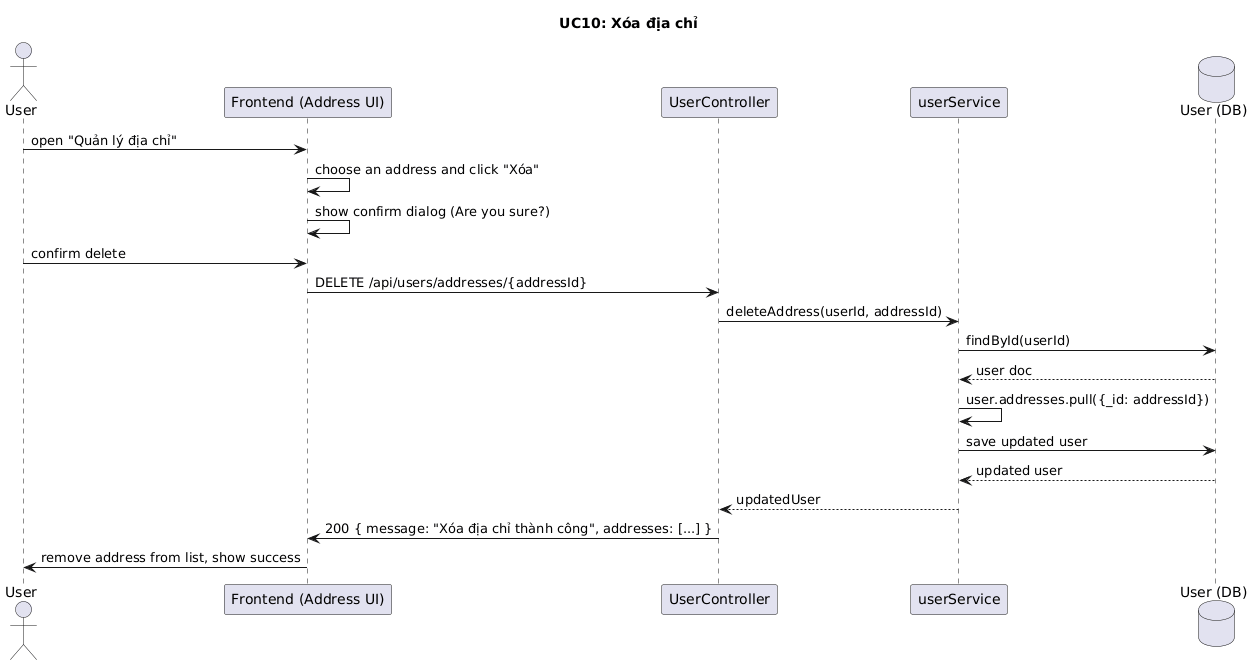 UC10: Xóa địa chỉ
User
Frontend (Address UI)
UserController
userService
User (DB)
open "Quản lý địa chỉ"
choose an address and click "Xóa"
show confirm dialog (Are you sure?)
confirm delete
DELETE /api/users/addresses/{addressId}
deleteAddress(userId, addressId)
findById(userId)
user doc
user.addresses.pull({_id: addressId})
save updated user
updated user
updatedUser
200 { message: "Xóa địa chỉ thành công", addresses: [...] }
remove address from list, show success
User
Frontend (Address UI)
UserController
userService
User (DB)